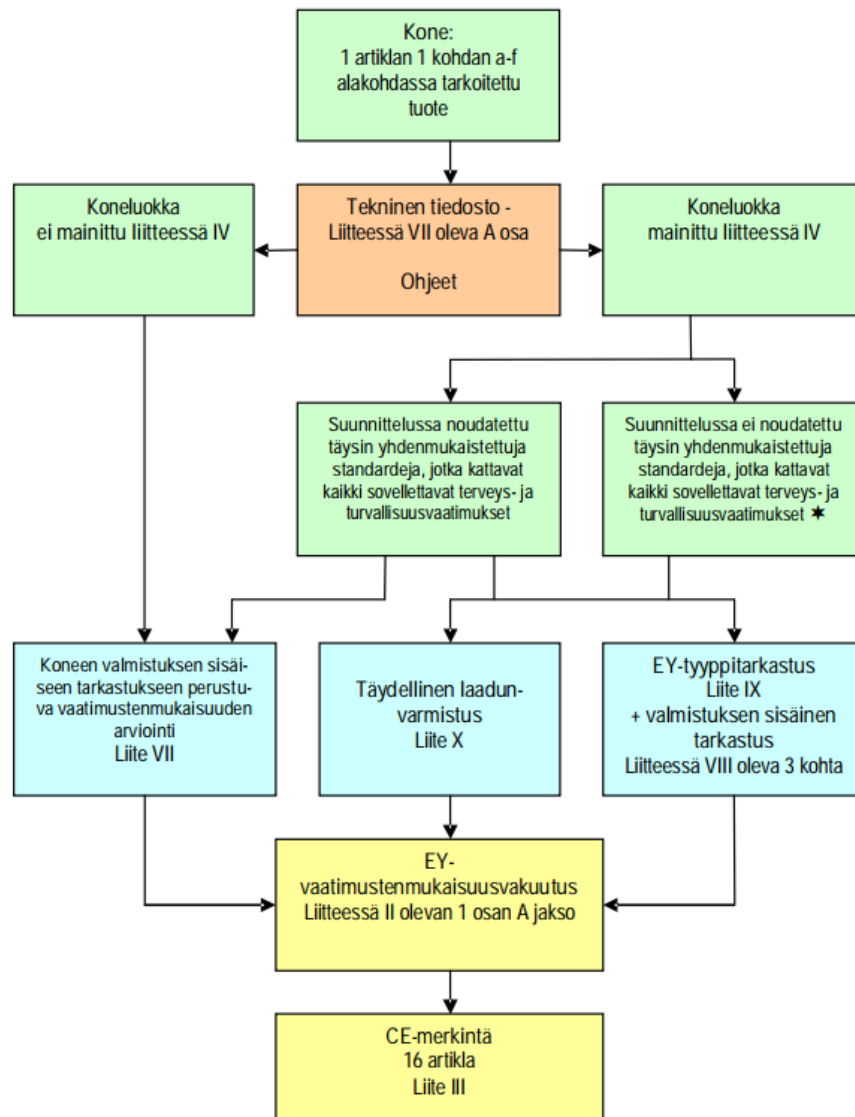 Kone:
1 artiklan 1 kohdan a-f
alakohdassa tarkoitettu
tuote
Koneluokka
ei mainittu liitteessä IV
Tekninen tiedosto -
Liitteessä VII oleva A osa
Ohjeet
Koneluokka
mainittu liitteessä IV
Suunnittelussa noudatettu
täysin yhdenmukaistettuja
standardeja, jotka kattavat
kaikki sovellettavat terveys- ja
turvallisuusvaatimukset
Suunnittelussa ei noudatettu
täysin yhdenmukaistettuja
standardeja, jotka kattavat
kaikki sovellettavat terveys- ja
turvallisuusvaatimukset ★
Koneen valmistuksen sisäi-
seen tarkastukseen perustu-
va vaatimustenmukaisuuden
arviointi
Liite VII
Täydellinen laadun-
varmistus
Liite X
EY-tyyppitarkastus
Liite IX
+ valmistuksen sisäinen
tarkastus
Liitteessä VIII oleva 3 kohta
EY-
vaatimustenmukaisuusvakuutus
Liitteessä II olevan 1 osan A jakso
CE-merkintä
16 artikla
Liite III